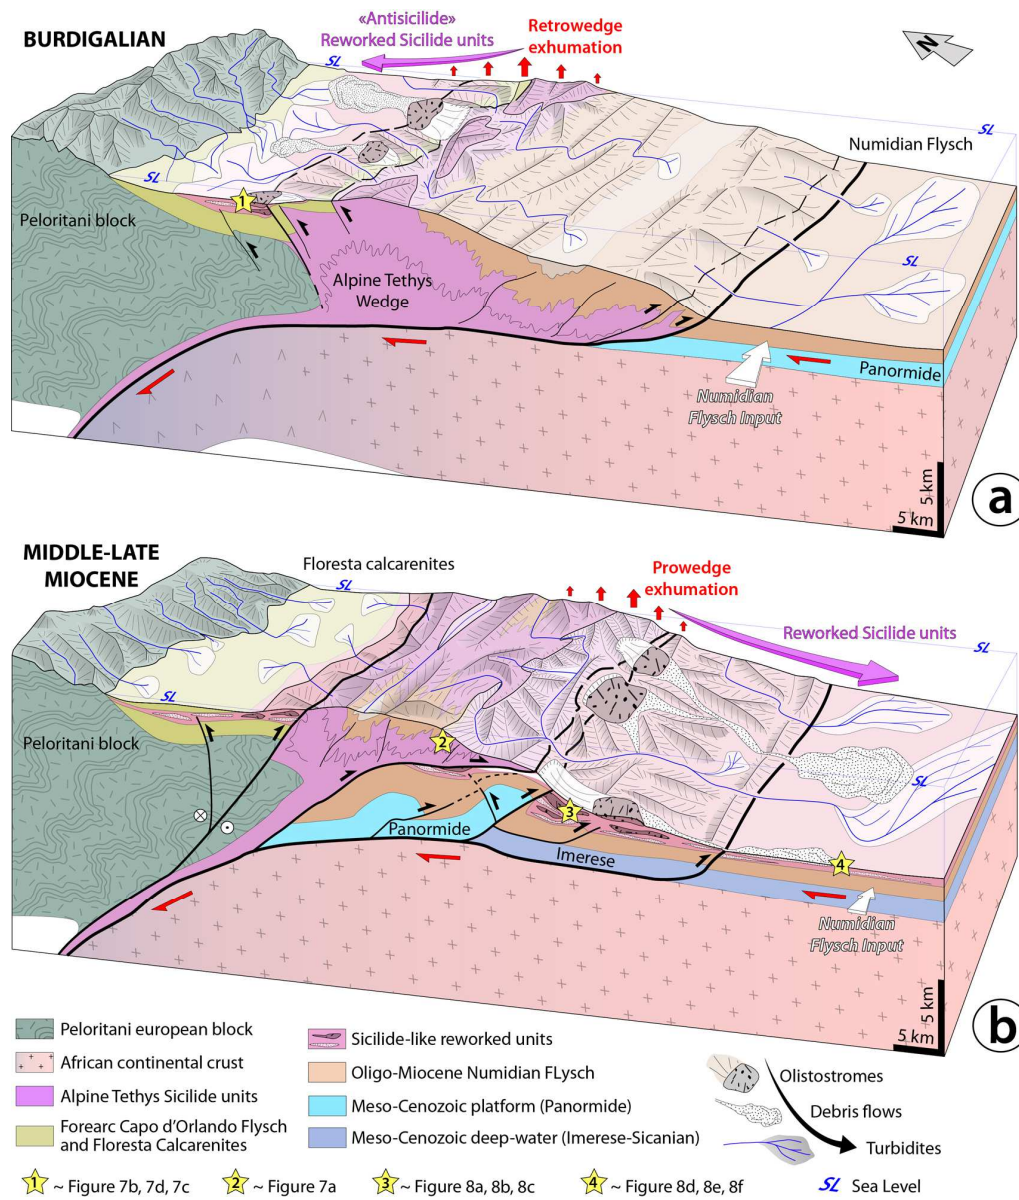 BURDIGALIAN
«Antisicilide»
Reworked Sicilide units
Retrowedge
exhumation
N
SL
SL
Numidian Flysch
SL
SL
1
Peloritani block
Alpine Tethys
Wedge
Panormide
Numidian
Flysch Input
5 km
5 km
a
MIDDLE-LATE
MIOCENE
Floresta calcarenites
SL
Prowedge
exhumation
Reworked Sicilide units
SL
SL
Peloritani block
2
SL
3
Panormide
Imerese
4
Numidian
Flysch Input
5 km
5 km
b
Peloritani european block
African continental crust
Alpine Tethys Sicilide units
Forearc Capo d'Orlando Flysch
and Floresta Calcarenites
Sicilide-like reworked units
Oligo-Miocene Numidian FLysch
Meso-Cenozoic platform (Panormide)
Meso-Cenozoic deep-water (Imerese-Sicanian)
Olistostromes
Debris flows
Turbidites
1 ~ Figure 7b, 7d, 7c
2 ~ Figure 7a
3 ~ Figure 8a, 8b, 8c
4 ~ Figure 8d, 8e, 8f
SL Sea Level